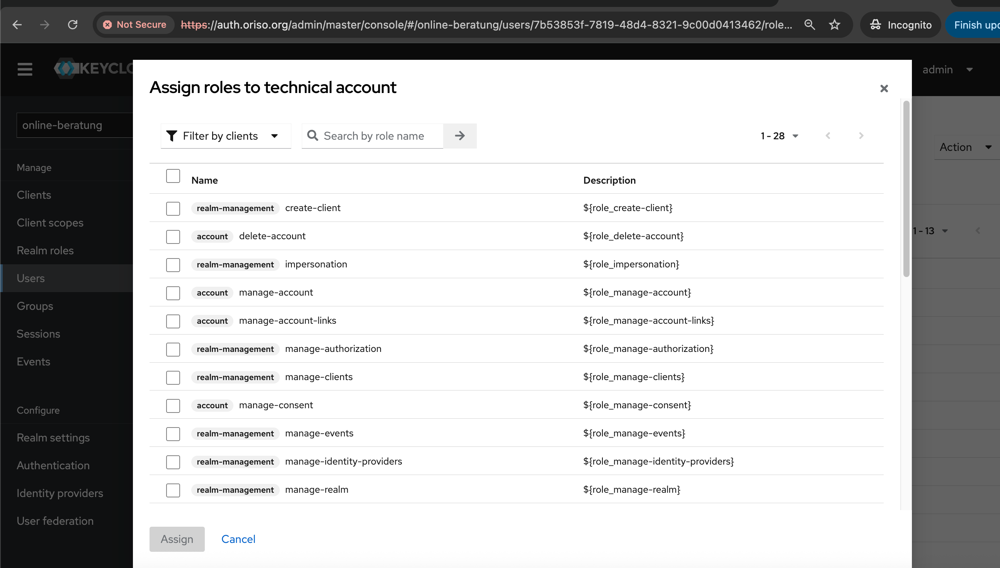 Not Secure https://auth.oriso.org/admin/master/console/#/online-beratung/users/7b53853f-7819-48d4-8321-9c00d0413462/role... Incognito
KEYCLO admin
Assign roles to technical account
online-beratung
Filter by clients Search by role name 1 - 28
Action
Manage
Name Description
Clients
realm-management create-client ${role_create-client}
Client scopes
1 - 13
account delete-account ${role_delete-account}
Realm roles
realm-management impersonation ${role_impersonation}
Users
account manage-account ${role_manage-account}
Groups
account manage-account-links ${role_manage-account-links}
Sessions
realm-management manage-authorization ${role_manage-authorization}
Events
realm-management manage-clients ${role_manage-clients}
account manage-consent ${role_manage-consent}
Configure
realm-management manage-events ${role_manage-events}
Realm settings
realm-management manage-identity-providers ${role_manage-identity-providers}
Authentication
realm-management manage-realm ${role_manage-realm}
Identity providers
User federation
Assign Cancel